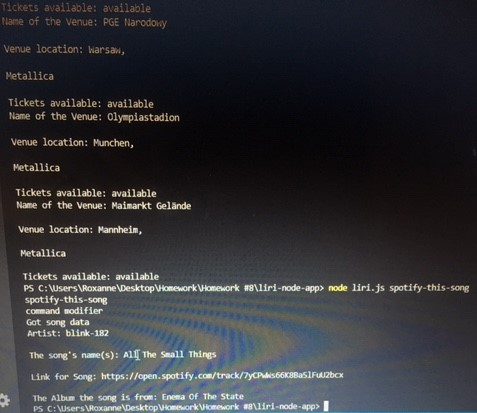 Tickets available: available
Name of the Venue: PGE Narodowy
Venue location: Warsaw,
Metallica
Tickets available: available
Name of the Venue: Olympiastadion
Venue location: Munchen,
Metallica
Tickets available: available
Name of the Venue: Maimarkt Gelände
Venue location: Mannheim,
Metallica
Tickets available: available
PS C:\Users\Roxanne\Desktop\Homework\Homework #8\liri-node-app> node liri.js spotify-this-song
spotify-this-song
command modifier
Got song data
Artist: blink-182
The song's name(s): All The Small Things
Link for Song: https://open.spotify.com/track/7yCPwWs66K8Ba5lFuU2bcx
The Album the song is from: Enema Of The State
PS C:\Users\Roxanne\Desktop\Homework\Homework #8\liri-node-app>